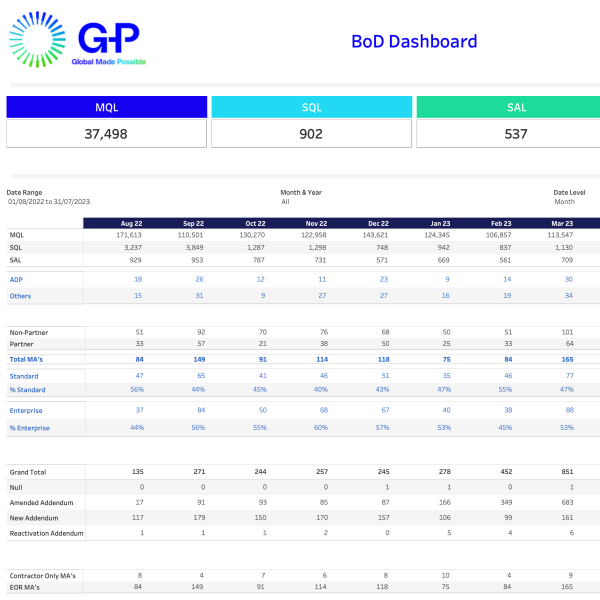 G-P
Global Made Possible
BoD Dashboard
MQL SQL SAL
37,498 902 537
Date Range Month & Year Date Level
01/08/2022 to 31/07/2023 All Month
Aug 22 Sep 22 Oct 22 Nov 22 Dec 22 Jan 23 Feb 23 Mar 23
MQL 171,613 110,501 130,270 122,958 143,621 124,345 106,857 113,547
SQL 3,237 3,849 1,287 1,298 748 942 837 1,130
SAL 929 953 787 731 571 669 561 709
ADP 18 26 12 11 23 9 14 30
Others 15 31 9 27 27 16 19 34
Non-Partner 51 92 70 76 68 50 51 101
Partner 33 57 21 38 50 25 33 64
Total MA's 84 149 91 114 118 75 84 165
Standard 47 65 41 46 51 35 46 77
% Standard 56% 44% 45% 40% 43% 47% 55% 47%
Enterprise 37 84 50 68 67 40 38 88
% Enterprise 44% 56% 55% 60% 57% 53% 45% 53%
Grand Total 135 271 244 257 245 278 452 851
Null 0 0 0 0 1 1 0 1
Amended Addendum 17 91 93 85 87 166 349 683
New Addendum 117 179 150 170 157 106 99 161
Reactivation Addendum 1 1 1 2 0 5 4 6
Contractor Only MA's 8 4 7 6 8 10 4 9
EOR MA's 84 149 91 114 118 75 84 165